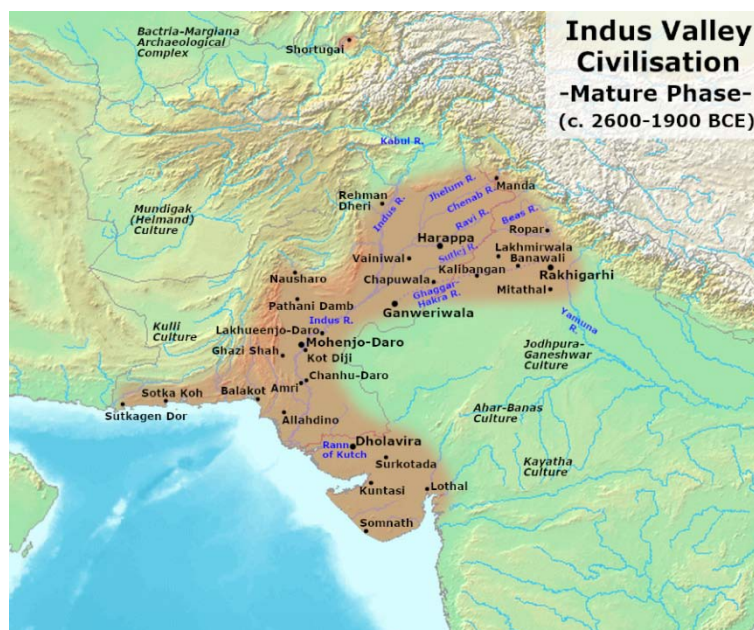 Indus Valley
Civilisation
-Mature Phase-
(c. 2600-1900 BCE)
Bactria-Margiana
Archaeological
Complex
Shortugal
Kabul R.
Manda
Rehman
Dheri
Indus R.
Jhelum R.
Chenab R.
Ravi R.
Beas R.
Mundigak
(Helmand)
Culture
Ropar
Harappa
Lakhmirwala
Sutlej R.
Vainiwal
Banawali
Kalibangan
Rakhigarhi
Nausharo
Chapuwala
Mitathal
Ghaggar-
Hakra R.
Pathani Damb
Ganweriwala
Yamuna
R.
Kulli
Culture
Indus R.
Lakhueenjo-Daro
Mohenjo-Daro
Ghazi Shah
Kot Diji
Jodhpura-
Ganeshwar
Culture
Chanhu-Daro
Amri
Sotka Koh
Balakot
Sutkagen Dor
Allahdino
Ahar-Banas
Culture
Dholavira
Rann
of Kutch
Surkotada
Kayatha
Culture
Kuntasi
Lothal
Somnath